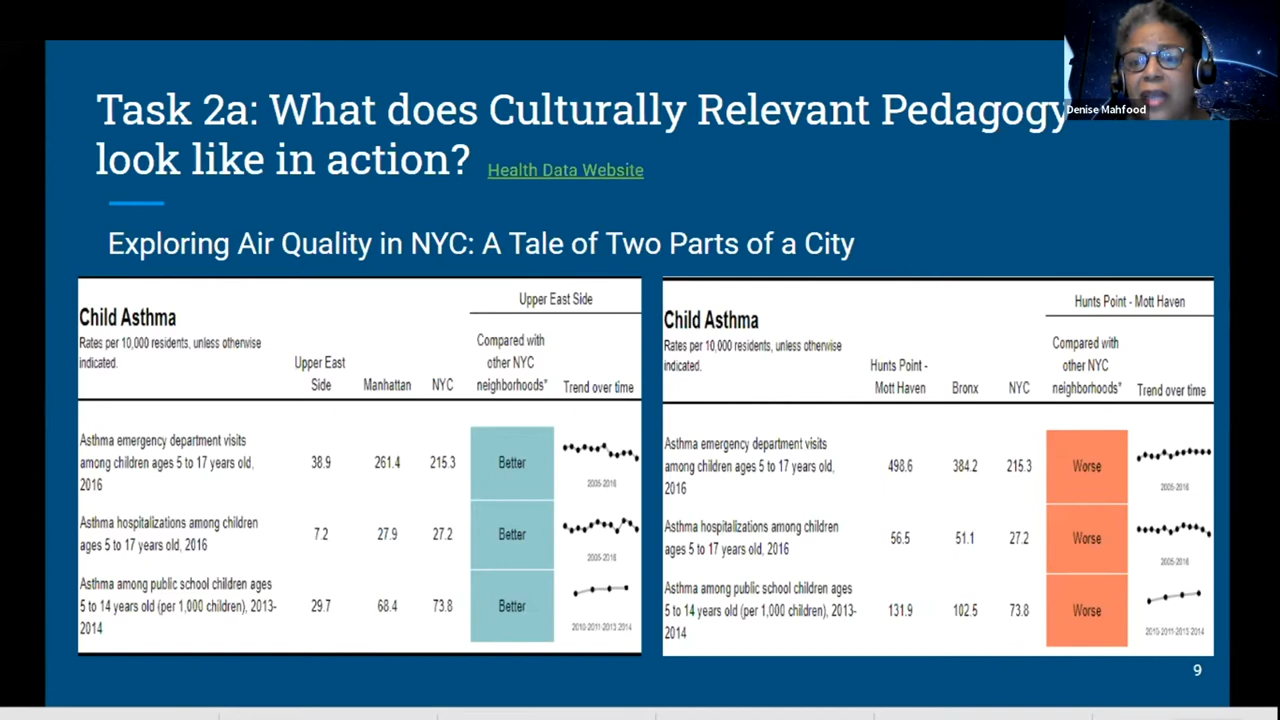 Task 2a: What does Culturally Relevant Pedagogy
look like in action? Health Data Website
Denise Mahfood
Exploring Air Quality in NYC: A Tale of Two Parts of a City
Upper East Side
Child Asthma
Rates per 10,000 residents, unless otherwise
indicated.
Upper East
Side
Manhattan
NYC
Compared with
other NYC
neighborhoods*
Trend over time
Asthma emergency department visits
among children ages 5 to 17 years old,
2016
38.9
261.4
215.3
Better
2005-2016
Asthma hospitalizations among children
ages 5 to 17 years old, 2016
7.2
27.9
27.2
Better
2005-2016
Asthma among public school children ages
5 to 14 years old (per 1,000 children), 2013-
2014
29.7
68.4
73.8
Better
2010-2011-2013 2014
Hunts Point - Mott Haven
Child Asthma
Rates per 10,000 residents, unless otherwise
indicated.
Hunts Point -
Mott Haven
Bronx
NYC
Compared with
other NYC
neighborhoods*
Trend over time
Asthma emergency department visits
among children ages 5 to 17 years old,
2016
498.6
384.2
215.3
Worse
2005-2016
Asthma hospitalizations among children
ages 5 to 17 years old, 2016
56.5
51.1
27.2
Worse
2005-2016
Asthma among public school children ages
5 to 14 years old (per 1,000 children), 2013-
2014
131.9
102.5
73.8
Worse
2010-2011-2013 2014
9